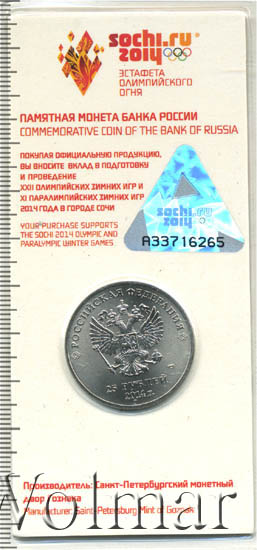 sochi.ru
2014
ЭСТАФЕТА
ОЛИМПИЙСКОГО
ОГНЯ
ПАМЯТНАЯ МОНЕТА БАНКА РОССИИ
COMMEMORATIVE COIN OF THE BANK OF RUSSIA
ПОКУПАЯ ОФИЦИАЛЬНУЮ ПРОДУКЦИЮ,
ВЫ ВНОСИТЕ ВКЛАД В ПОДГОТОВКУ
И ПРОВЕДЕНИЕ
XXII ОЛИМПИЙСКИХ ЗИМНИХ ИГР И
XI ПАРАЛИМПИЙСКИХ ЗИМНИХ ИГР
2014 ГОДА В ГОРОДЕ СОЧИ
YOUR PURCHASE SUPPORTS
THE SOCHI 2014 OLYMPIC AND
PARALYMPIC WINTER GAMES
sochi.ru
2014
A33716265
РОССИЙСКАЯ ФЕДЕРАЦИЯ
25 РУБЛЕЙ
2014 г.
Производитель: Санкт-Петербургский монетный
двор Гознака
Manufacturer: Saint-Petersburg Mint of Goznak
Volmar